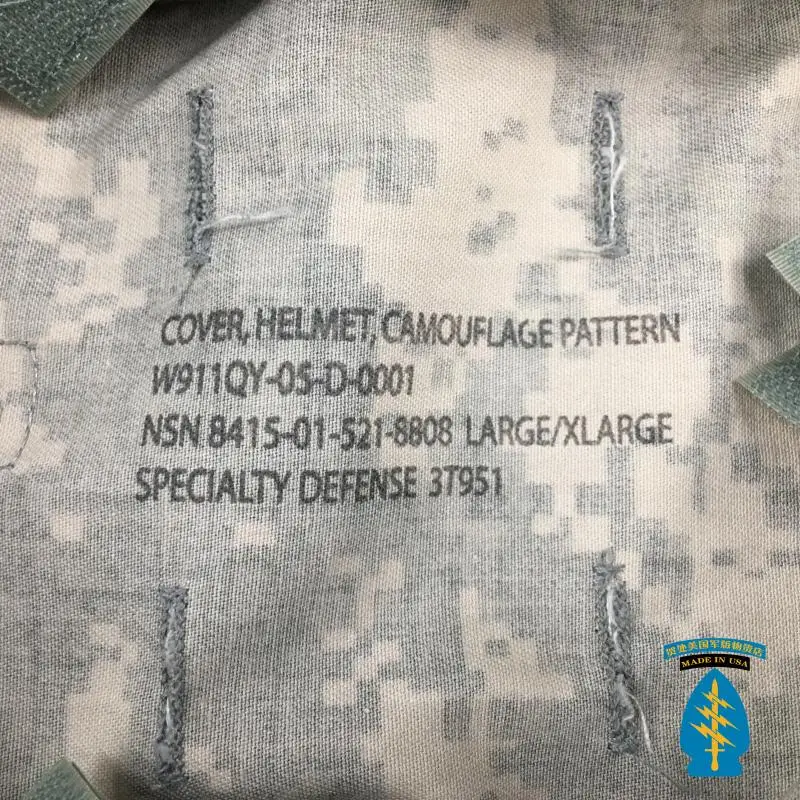 COVER, HELMET, CAMOUFLAGE PATTERN
W911QY-05-D-0001
NSN 8415-01-521-8808 LARGE/XLARGE
SPECIALTY DEFENSE 3T951
MADE IN USA